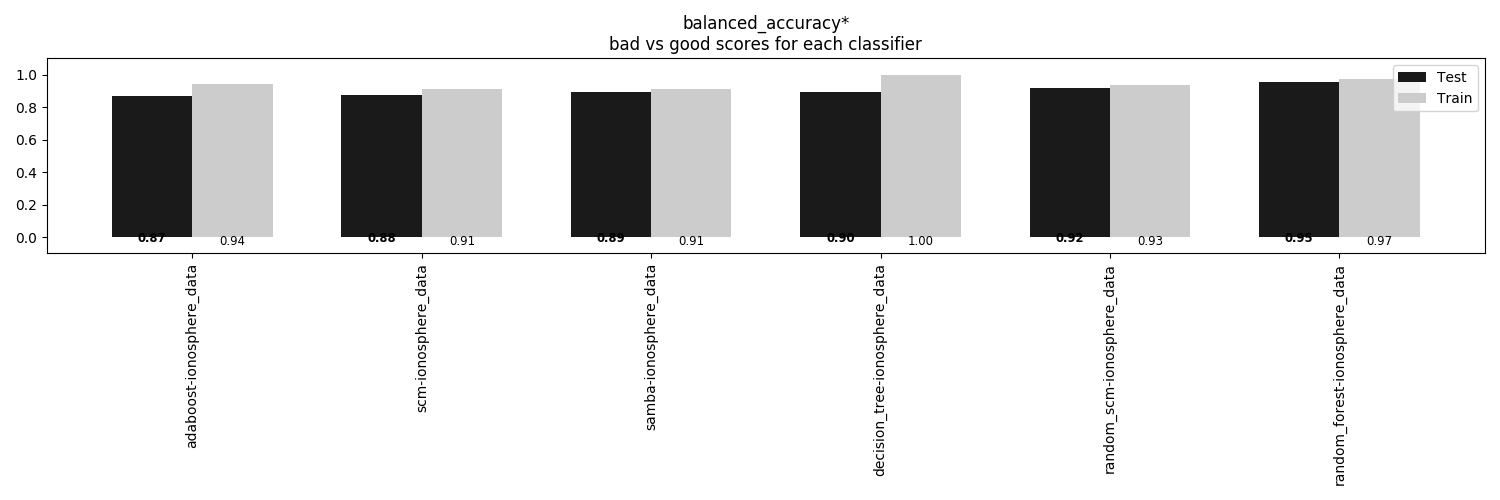 balanced_accuracy*
bad vs good scores for each classifier
1.0
0.8
0.6
0.4
0.2
0.0
Test
Train
0.87 0.94 0.88 0.91 0.89 0.91 0.90 1.00 0.92 0.93 0.95 0.97
adaboost-ionosphere_data
scm-ionosphere_data
samba-ionosphere_data
decision_tree-ionosphere_data
random_scm-ionosphere_data
random_forest-ionosphere_data